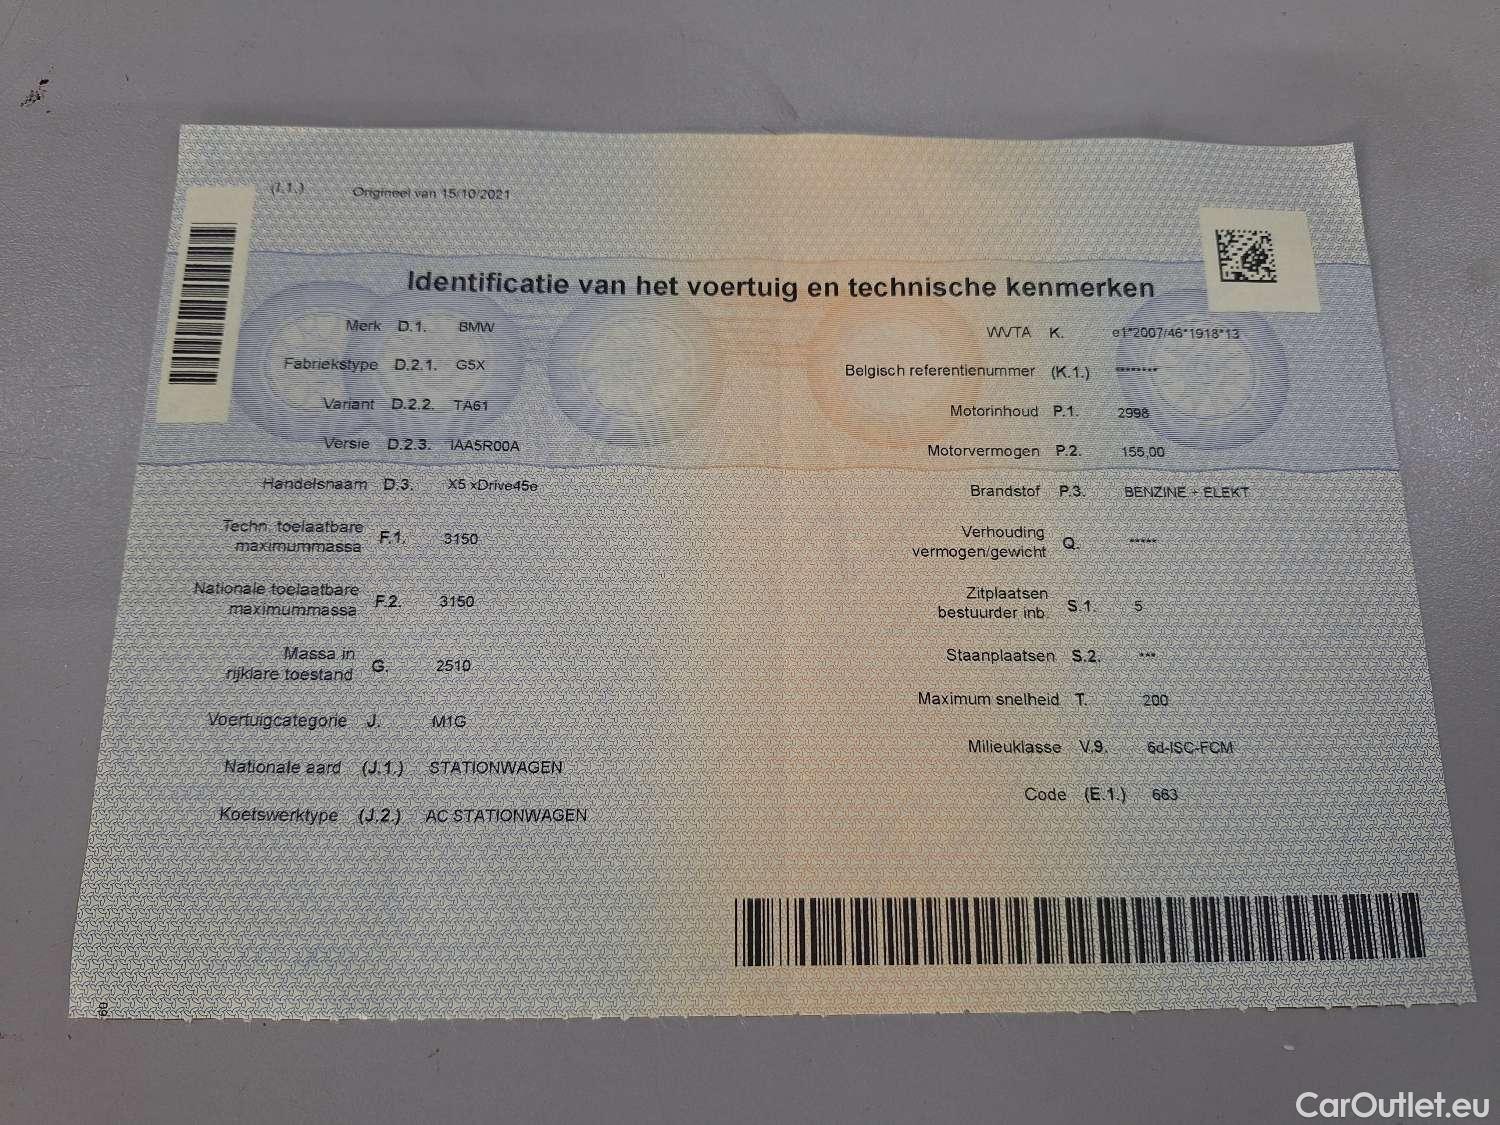 (I.1.) Origineel van 15/10/2021
Identificatie van het voertuig en technische kenmerken
Merk D.1. BMW
Fabriekstype D.2.1. G5X
Variant D.2.2. TA61
Versie D.2.3. IAA5R00A
Handelsnaam D.3. X5 xDrive45e
Techn. toelaatbare
maximummassa F.1. 3150
Nationale toelaatbare
maximummassa F.2. 3150
Massa in
rijklare toestand G. 2510
Voertuigcategorie J. M1G
Nationale aard (J.1.) STATIONWAGEN
Koetswerktype (J.2.) AC STATIONWAGEN
WVTA K. e1*2007/46*1918*13
Belgisch referentienummer (K.1.) ********
Motorinhoud P.1. 2998
Motorvermogen P.2. 155,00
Brandstof P.3. BENZINE + ELEKT
Verhouding
vermogen/gewicht Q. *****
Zitplaatsen
bestuurder inb. S.1. 5
Staanplaatsen S.2. ***
Maximum snelheid T. 200
Milieuklasse V.9. 6d-ISC-FCM
Code (E.1.) 663
60
CarOutlet.eu